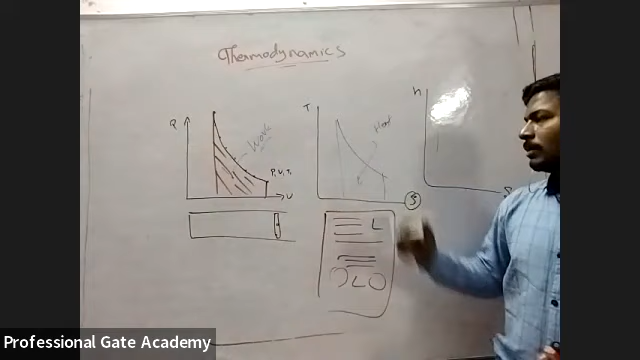 Thermodynamics
P
Work
P, V, T,
V
T
Heat
S
h
S
L
Professional Gate Academy